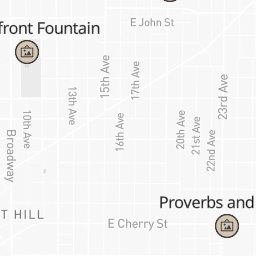 E John St
front Fountain
15th Ave
17th Ave
13th Ave
23rd Ave
10th Ave
16th Ave
20th Ave
21st Ave
22nd Ave
Broadway
Proverbs and
T HILL
E Cherry St